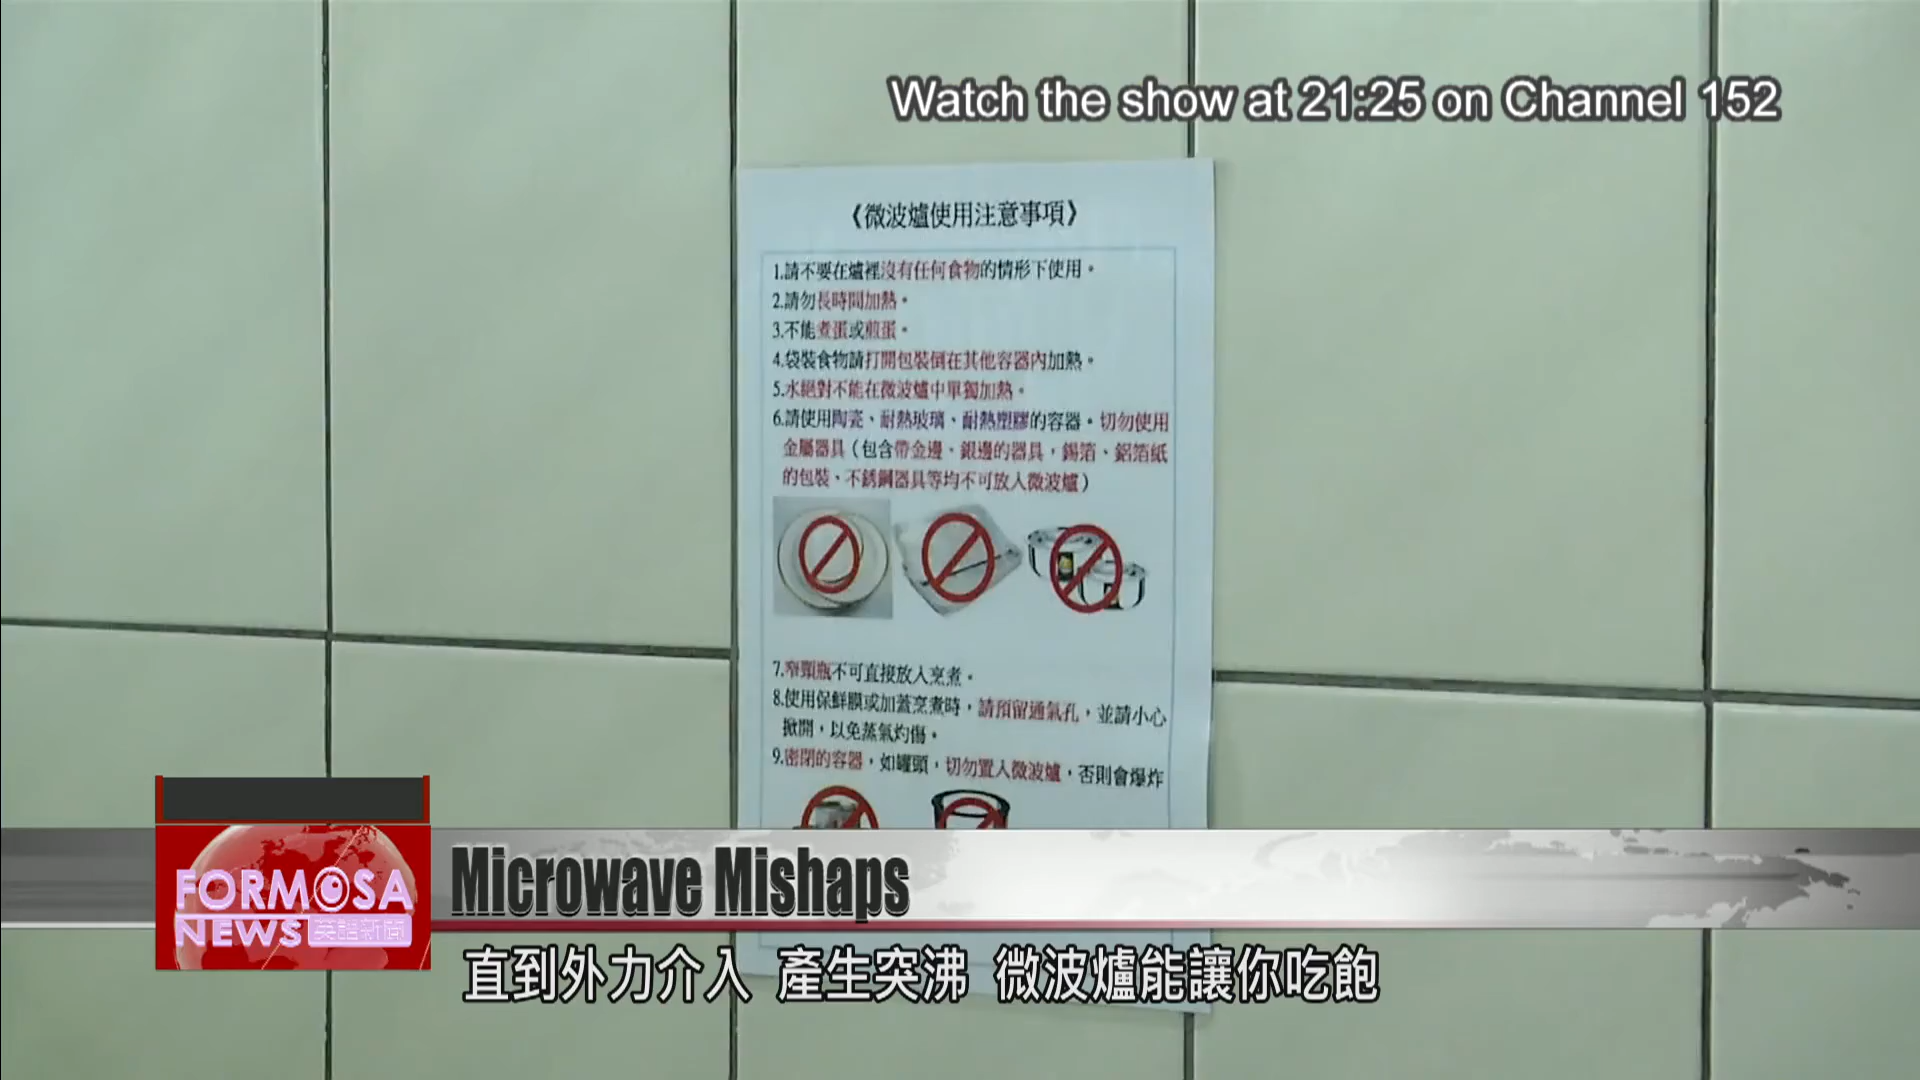 Watch the show at 21:25 on Channel 152
《微波爐使用注意事項》
1.請不要在爐裡沒有任何食物的情形下使用。
2.請勿長時間加熱。
3.不能煮蛋或煎蛋。
4.袋裝食物請打開包裝倒在其他容器內加熱。
5.水絕對不能在微波爐中單獨加熱。
6.請使用陶瓷、耐熱玻璃、耐熱塑膠的容器。切勿使用
金屬器具(包含帶金邊、銀邊的器具，錫箔、鋁箔紙
的包裝、不銹鋼器具等均不可放入微波爐)
7.窄頸瓶不可直接放入烹煮。
8.使用保鮮膜或加蓋烹煮時，請預留通氣孔，並請小心
掀開，以免蒸氣灼傷。
9.密閉的容器，如罐頭，切勿置入微波爐，否則會爆炸
Microwave Mishaps
FORMOSA
NEWS 英語新聞
直到外力介入 產生突沸 微波爐能讓你吃飽